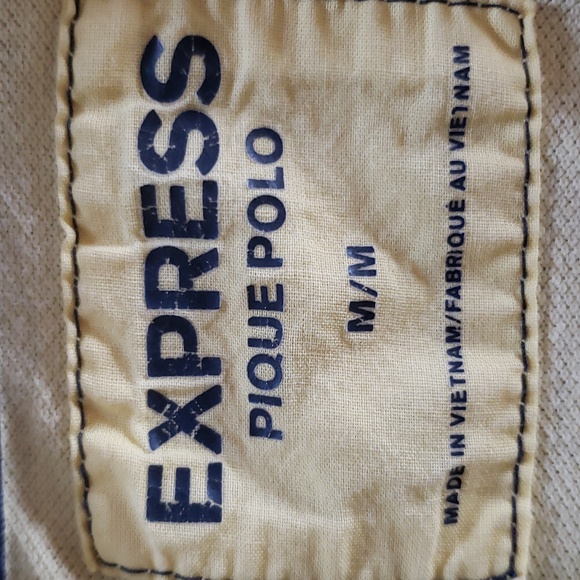 EXPRESS
PIQUE POLO
M/M
MADE IN VIETNAM/FABRIQUÉ AU VIETNAM